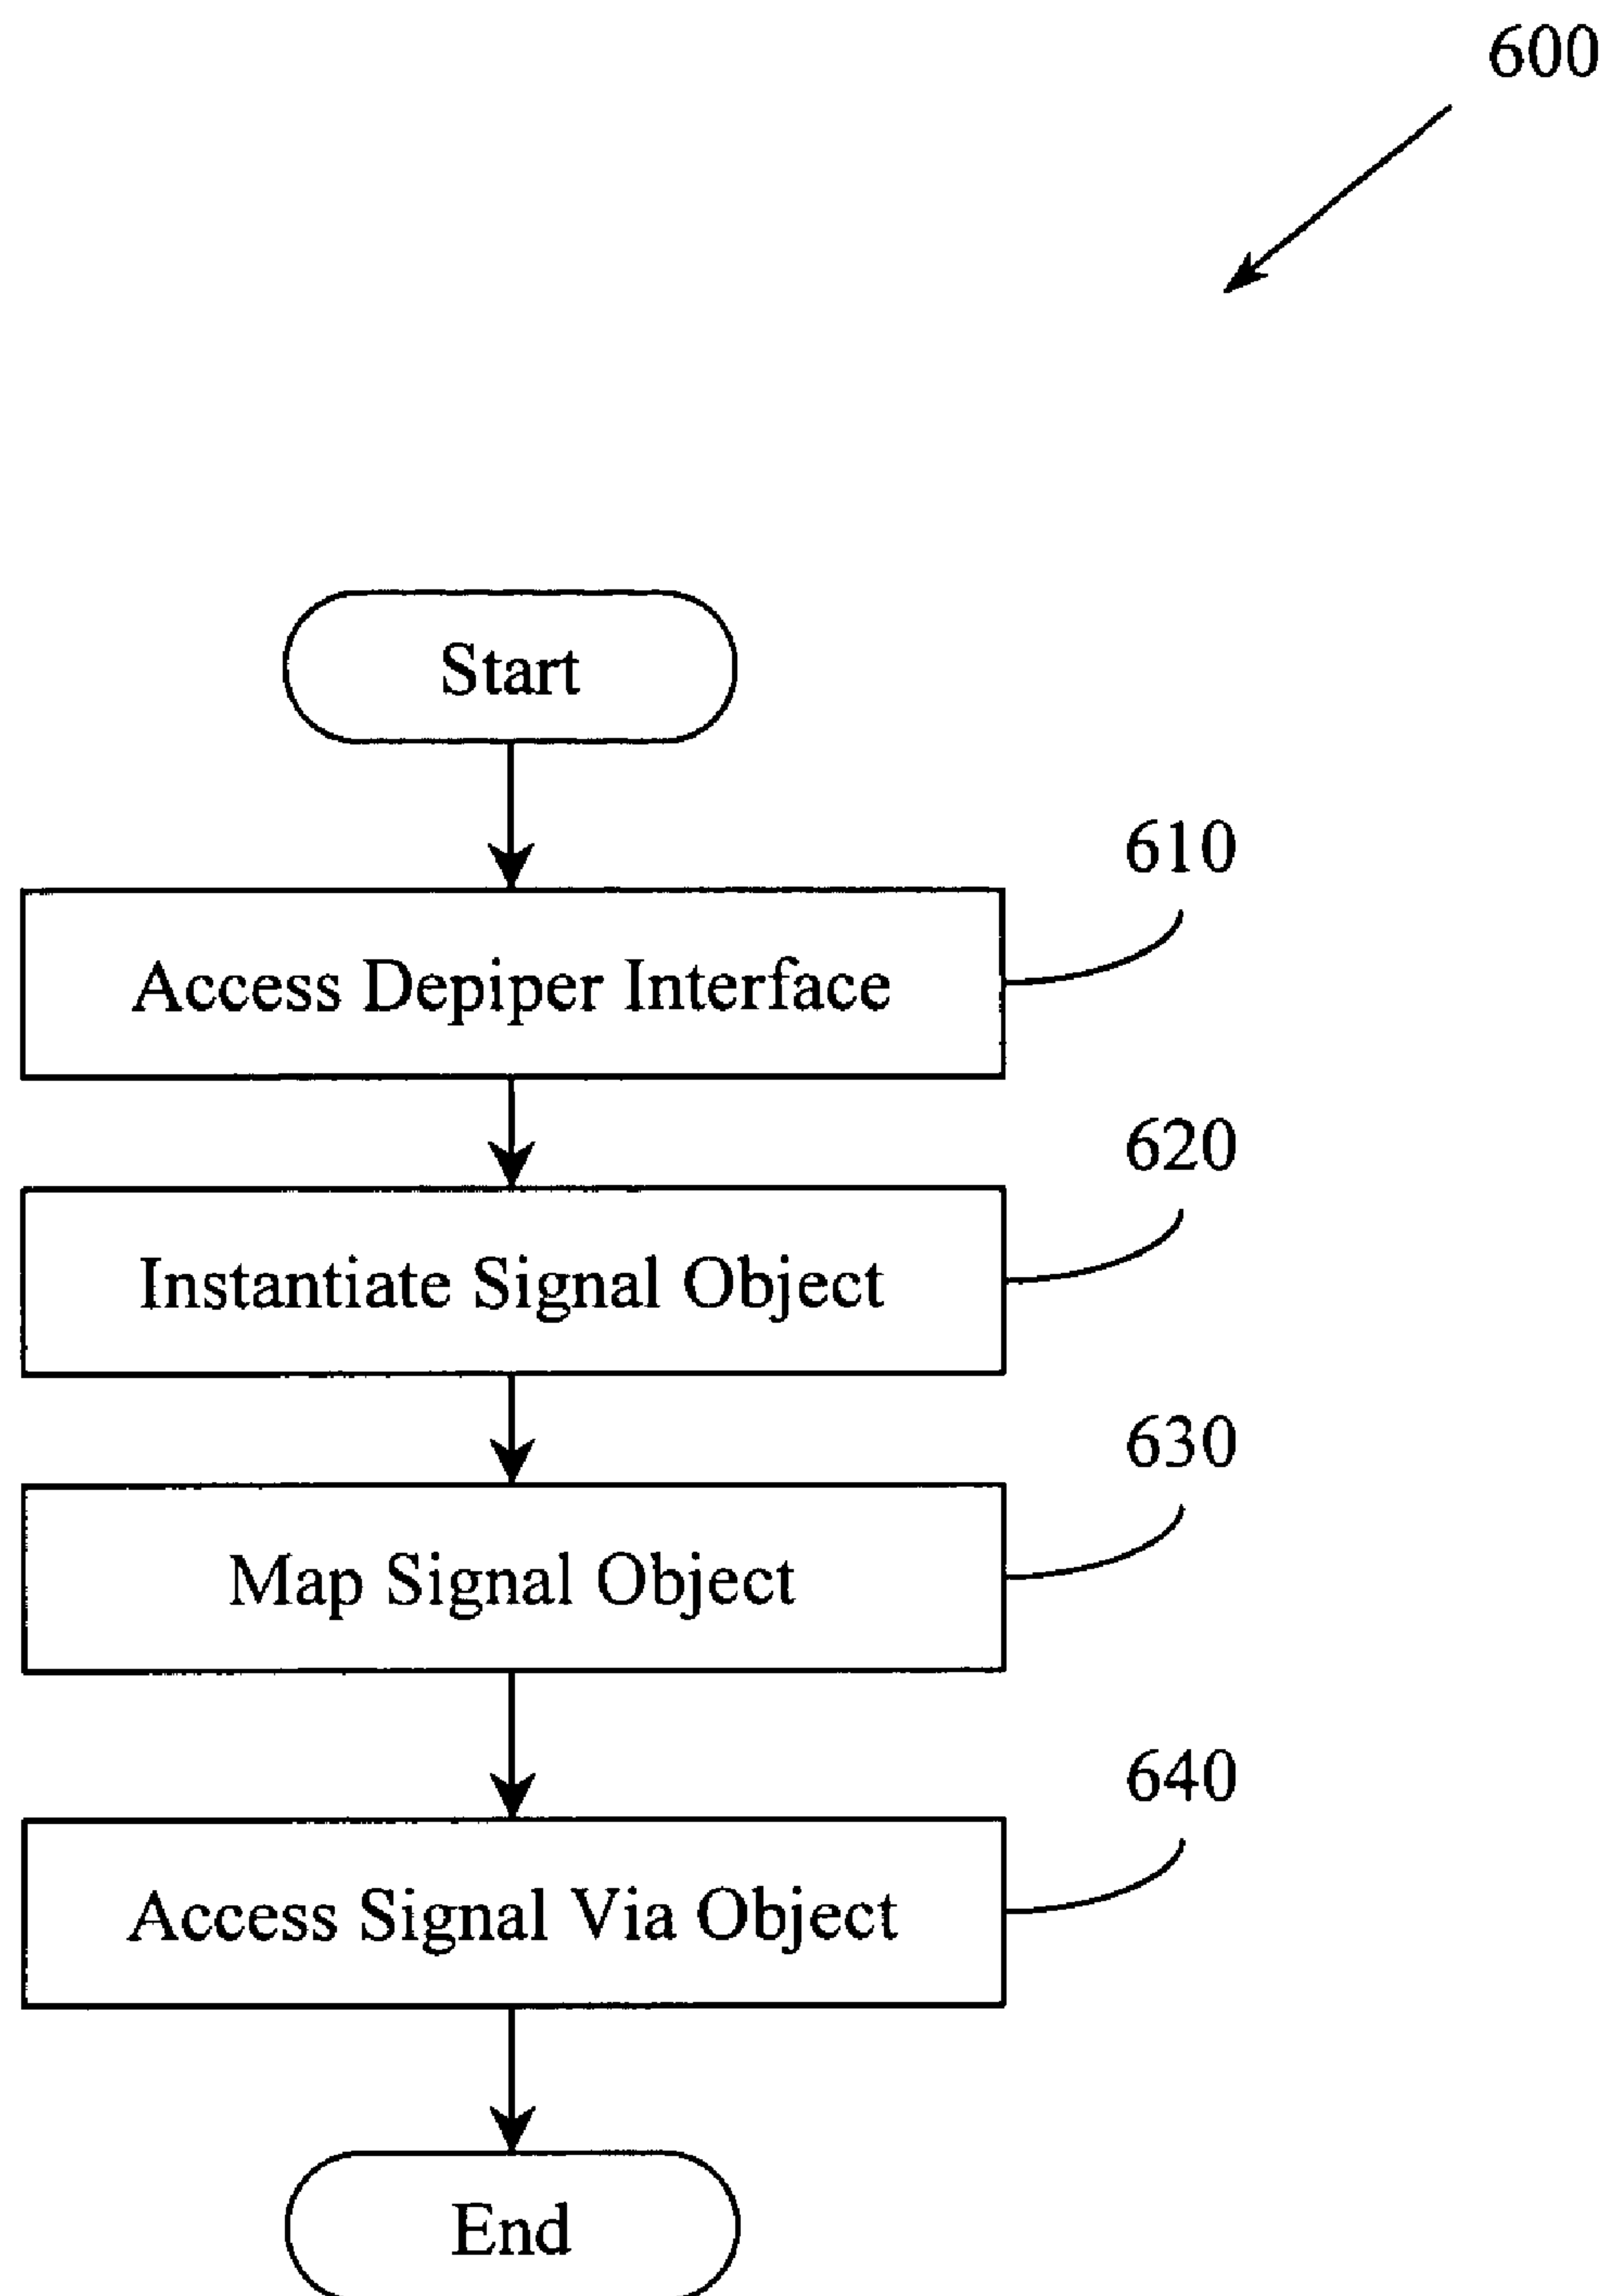 600
Start
610
Access Depiper Interface
620
Instantiate Signal Object
630
Map Signal Object
640
Access Signal Via Object
End